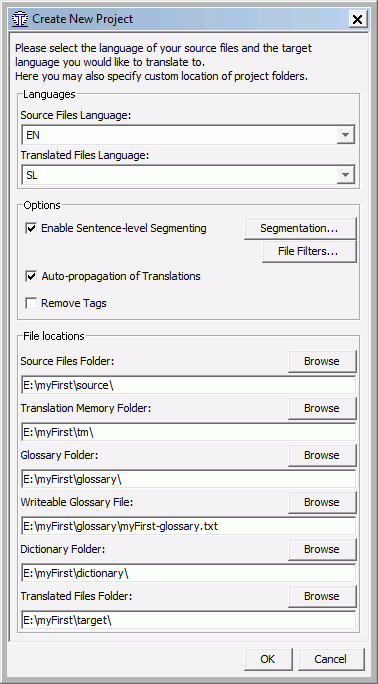 Create New Project
Please select the language of your source files and the target
language you would like to translate to.
Here you may also specify custom location of project folders.
Languages
Source Files Language:
EN
Translated Files Language:
SL
Options
Enable Sentence-level Segmenting
Segmentation...
File Filters...
Auto-propagation of Translations
Remove Tags
File locations
Source Files Folder:
Browse
E:\myFirst\source\
Translation Memory Folder:
Browse
E:\myFirst\tm\
Glossary Folder:
Browse
E:\myFirst\glossary\
Writeable Glossary File:
Browse
E:\myFirst\glossary\myFirst-glossary.txt
Dictionary Folder:
Browse
E:\myFirst\dictionary\
Translated Files Folder:
Browse
E:\myFirst\target\
OK
Cancel